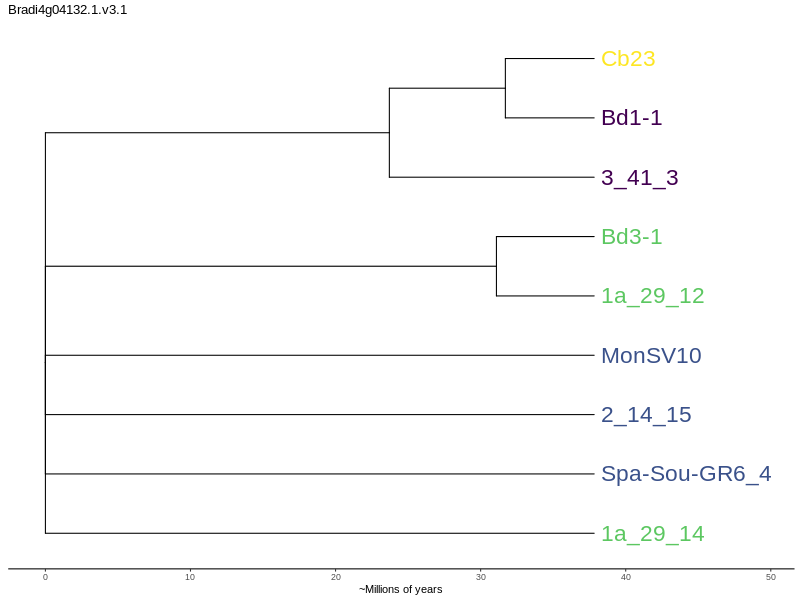 Bradi4g04132.1.v3.1
Cb23
Bd1-1
3_41_3
Bd3-1
1a_29_12
MonSV10
2_14_15
Spa-Sou-GR6_4
1a_29_14
0 10 20 30 40 50
~Millions of years